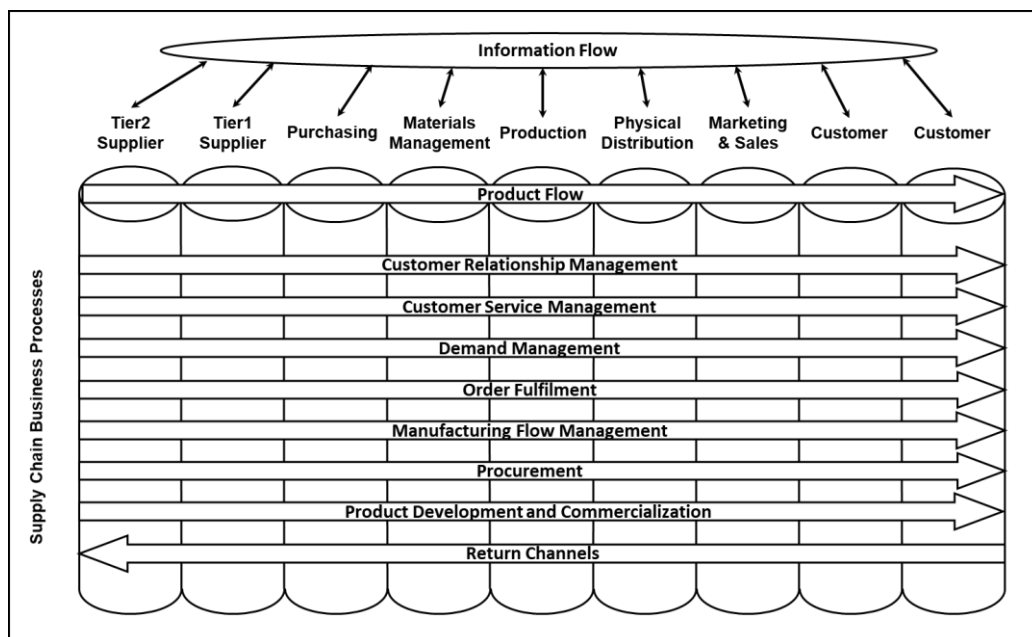 Information Flow
Tier2
Supplier
Tier1
Supplier
Purchasing
Materials
Management
Production
Physical
Distribution
Marketing
& Sales
Customer
Customer
Product Flow
Supply Chain Business Processes
Customer Relationship Management
Customer Service Management
Demand Management
Order Fulfilment
Manufacturing Flow Management
Procurement
Product Development and Commercialization
Return Channels